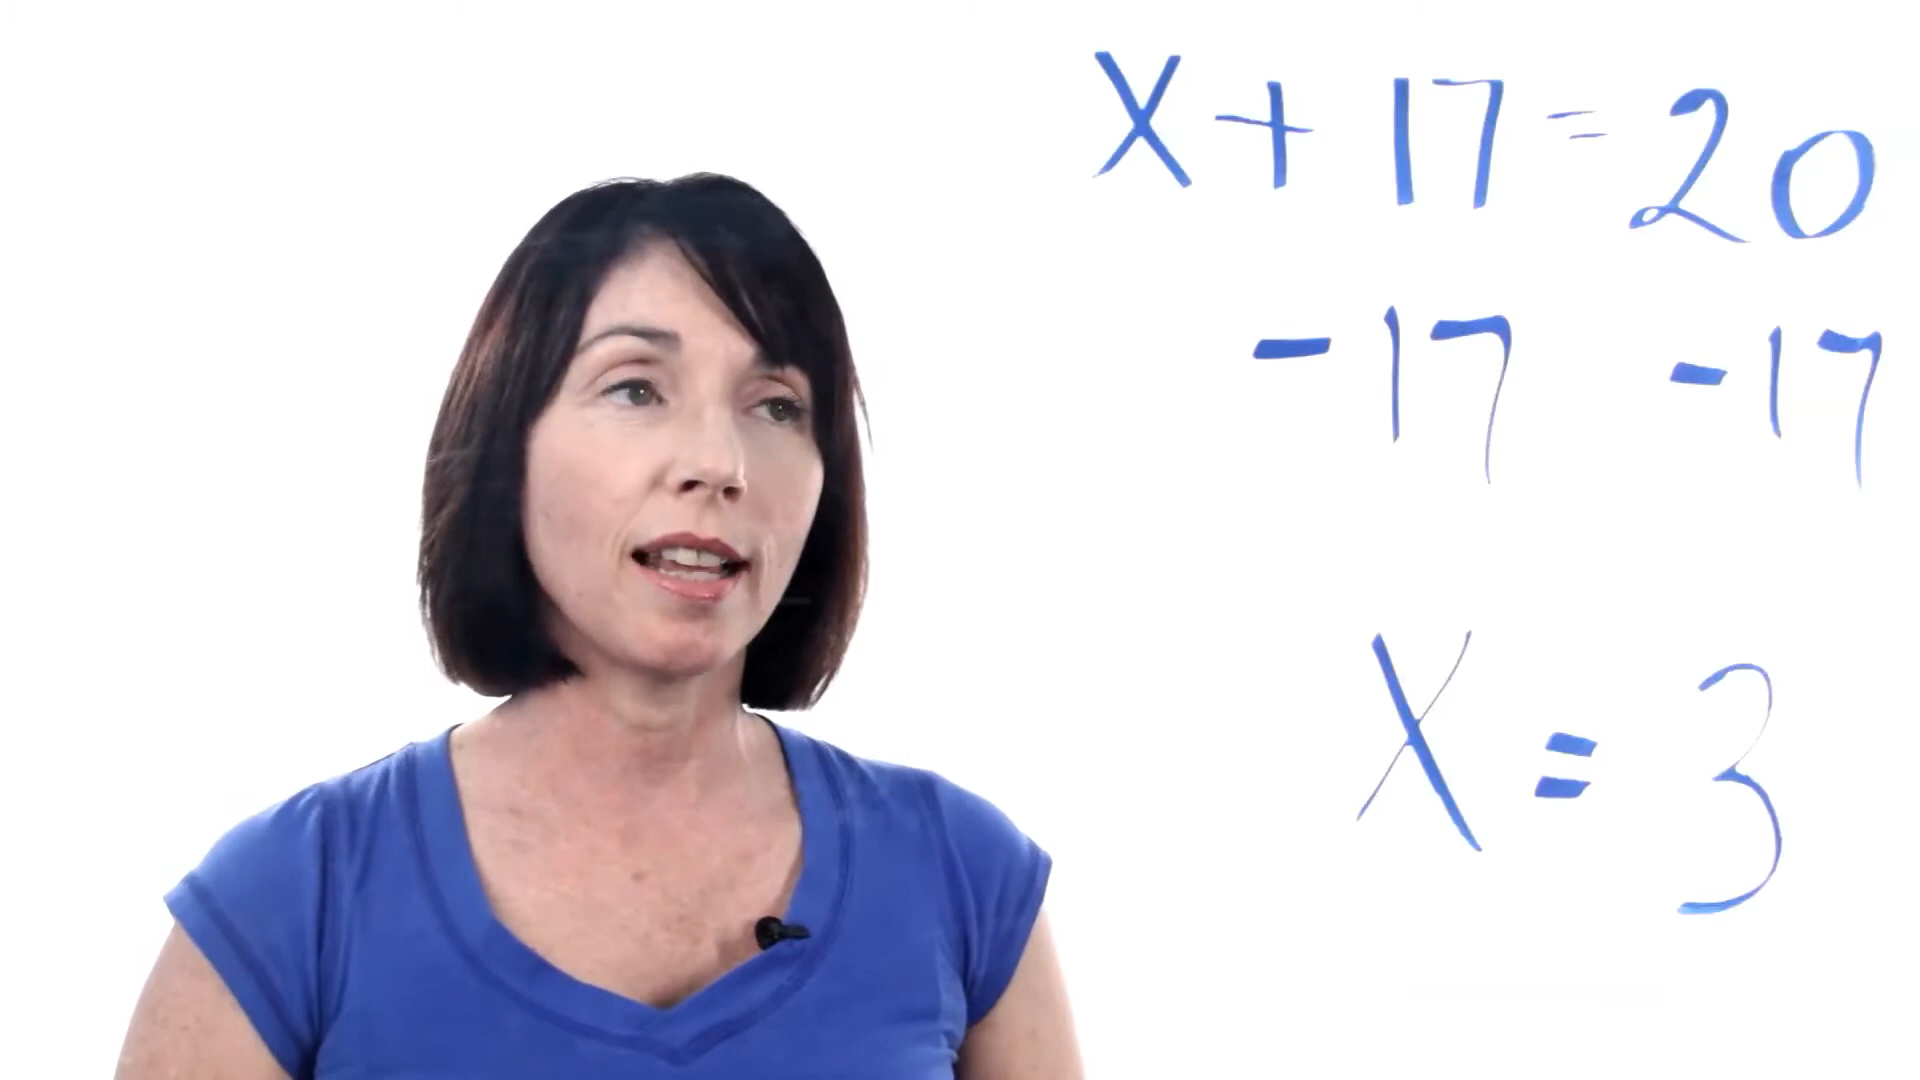 X + 17 = 20
-17 -17
X = 3